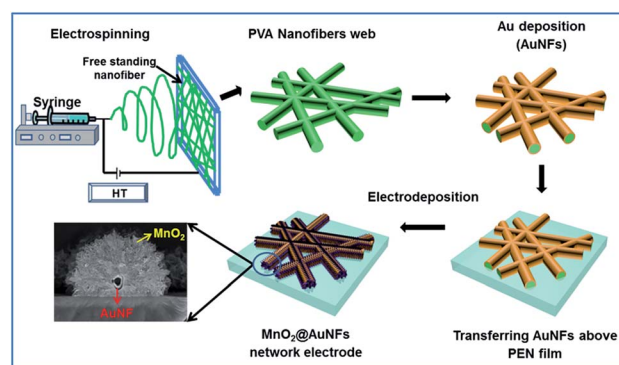 Electrospinning
Free standing
nanofiber
Syringe
HT
PVA Nanofibers web
Au deposition
(AuNFs)
Electrodeposition
MnO₂
AuNF
MnO₂@AuNFs
network electrode
Transferring AuNFs above
PEN film